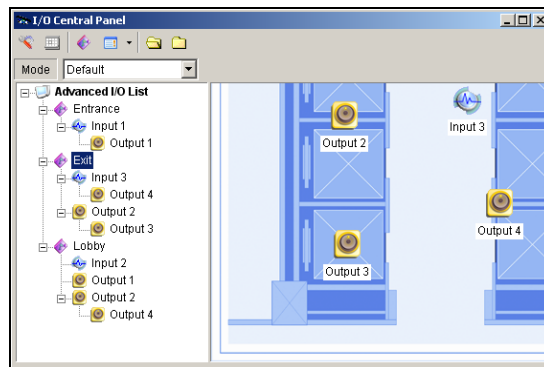 I/O Central Panel
Mode Default
Advanced I/O List
Entrance
Input 1
Output 1
Exit
Input 3
Output 4
Output 2
Output 3
Lobby
Input 2
Output 1
Output 2
Output 4
Output 2
Input 3
Output 4
Output 3